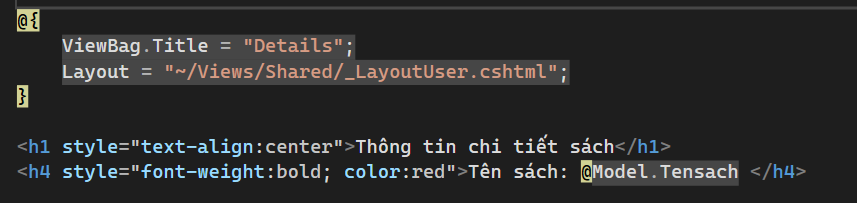 @{
ViewBag.Title = "Details";
Layout = "~/Views/Shared/_LayoutUser.cshtml";
}
<h1 style="text-align:center">Thông tin chi tiết sách</h1>
<h4 style="font-weight:bold; color:red">Tên sách: @Model.Tensach </h4>